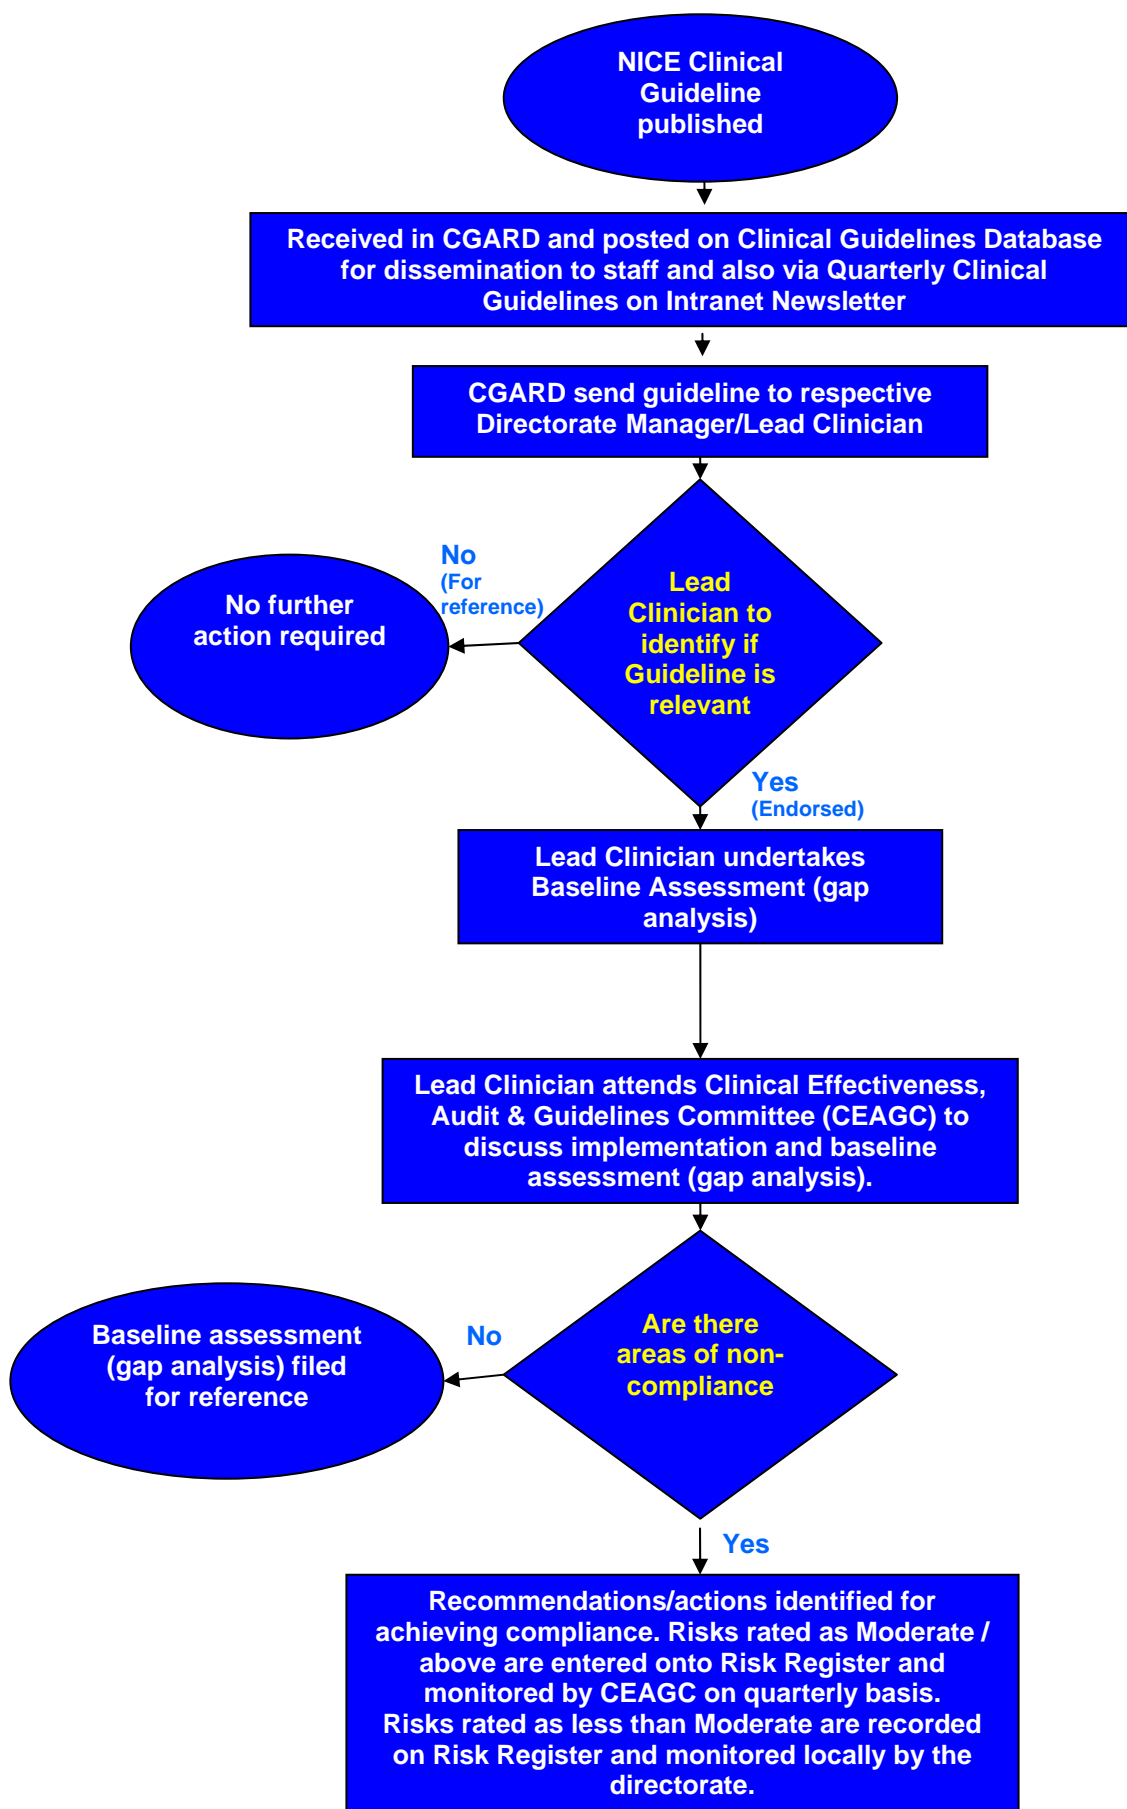 NICE Clinical
Guideline
published
Received in CGARD and posted on Clinical Guidelines Database
for dissemination to staff and also via Quarterly Clinical
Guidelines on Intranet Newsletter
CGARD send guideline to respective
Directorate Manager/Lead Clinician
Lead
Clinician to
identify if
Guideline is
relevant
No
(For
reference)
No further
action required
Yes
(Endorsed)
Lead Clinician undertakes
Baseline Assessment (gap
analysis)
Lead Clinician attends Clinical Effectiveness,
Audit & Guidelines Committee (CEAGC) to
discuss implementation and baseline
assessment (gap analysis).
Are there
areas of non-
compliance
No
Baseline assessment
(gap analysis) filed
for reference
Yes
Recommendations/actions identified for
achieving compliance. Risks rated as Moderate /
above are entered onto Risk Register and
monitored by CEAGC on quarterly basis.
Risks rated as less than Moderate are recorded
on Risk Register and monitored locally by the
directorate.